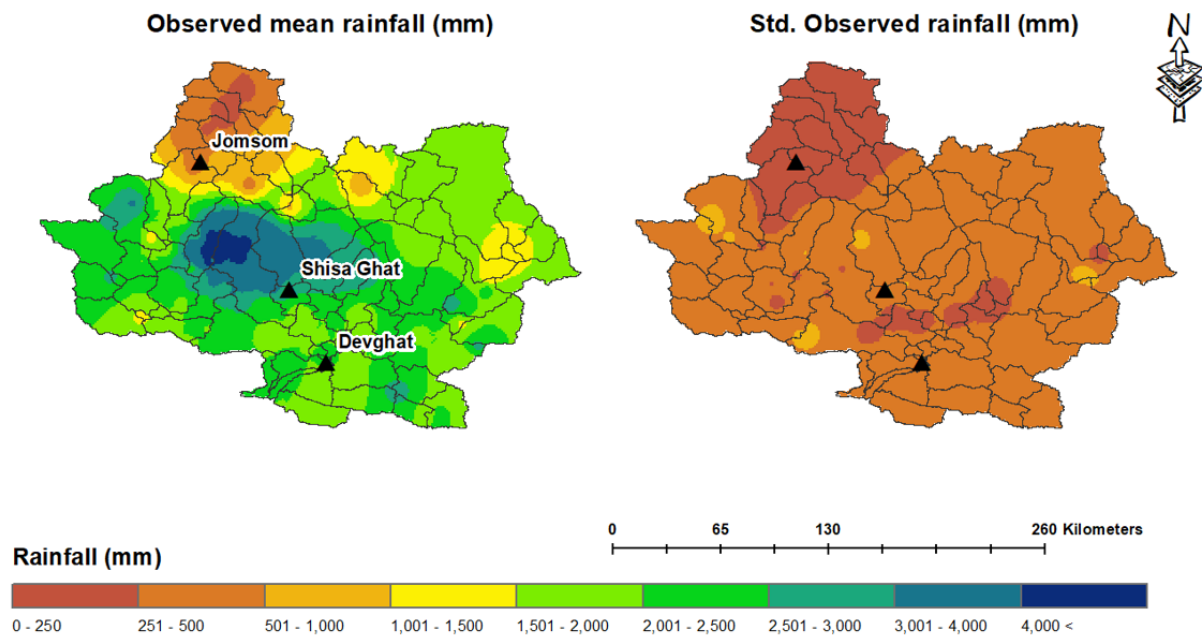 Observed mean rainfall (mm)
Std. Observed rainfall (mm)
N
Jomsom
Shisa Ghat
Devghat
0 65 130 260 Kilometers
Rainfall (mm)
0 - 250 251 - 500 501 - 1,000 1,001 - 1,500 1,501 - 2,000 2,001 - 2,500 2,501 - 3,000 3,001 - 4,000 4,000 <